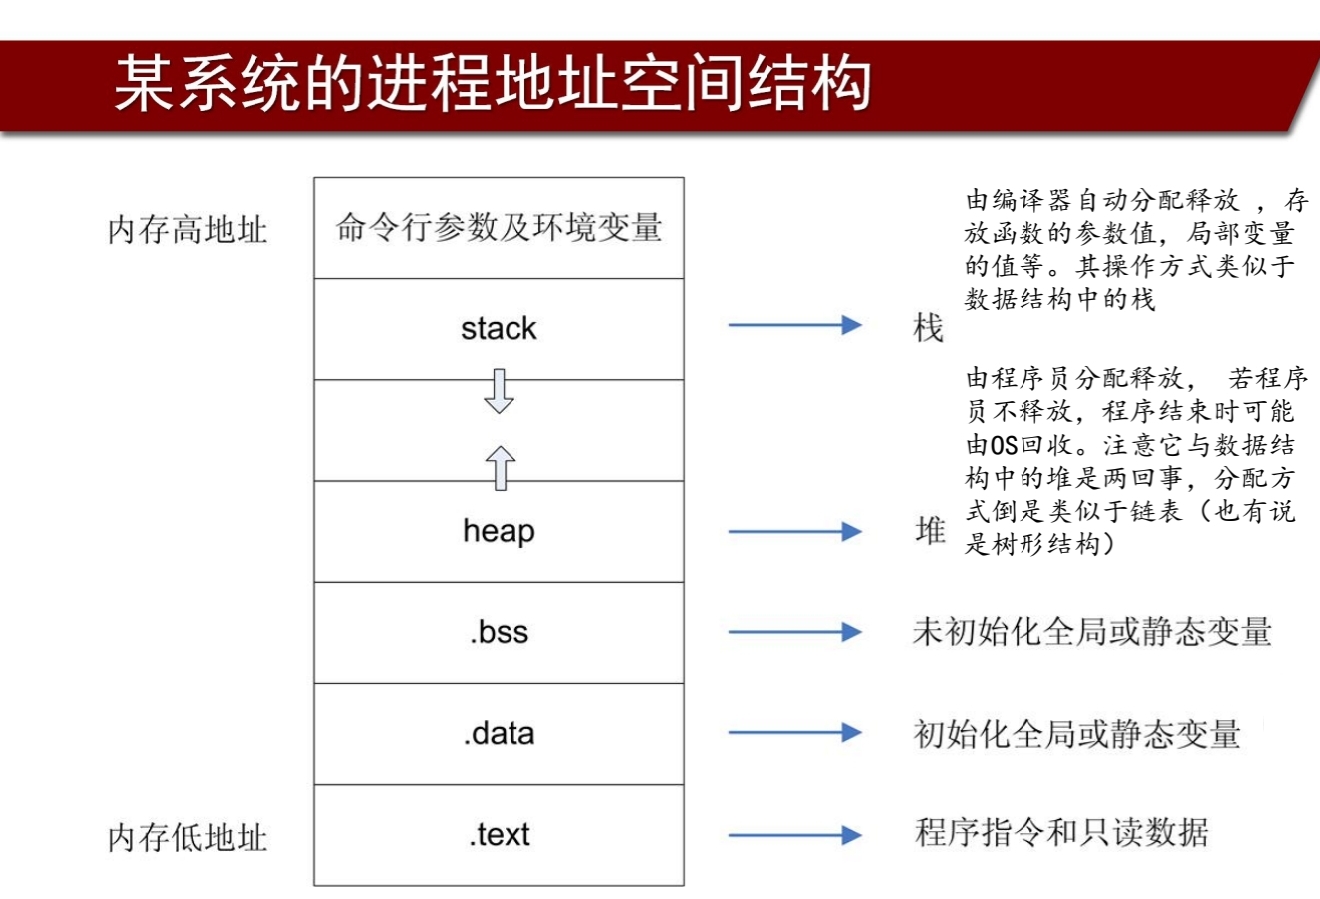 某系统的进程地址空间结构
内存高地址
命令行参数及环境变量
由编译器自动分配释放 ，存
放函数的参数值，局部变量
的值等。其操作方式类似于
数据结构中的栈
stack
栈
由程序员分配释放， 若程序
员不释放，程序结束时可能
由OS回收。注意它与数据结
构中的堆是两回事，分配方
式倒是类似于链表（也有说
是树形结构）
heap
堆
.bss
未初始化全局或静态变量
.data
初始化全局或静态变量
内存低地址
.text
程序指令和只读数据